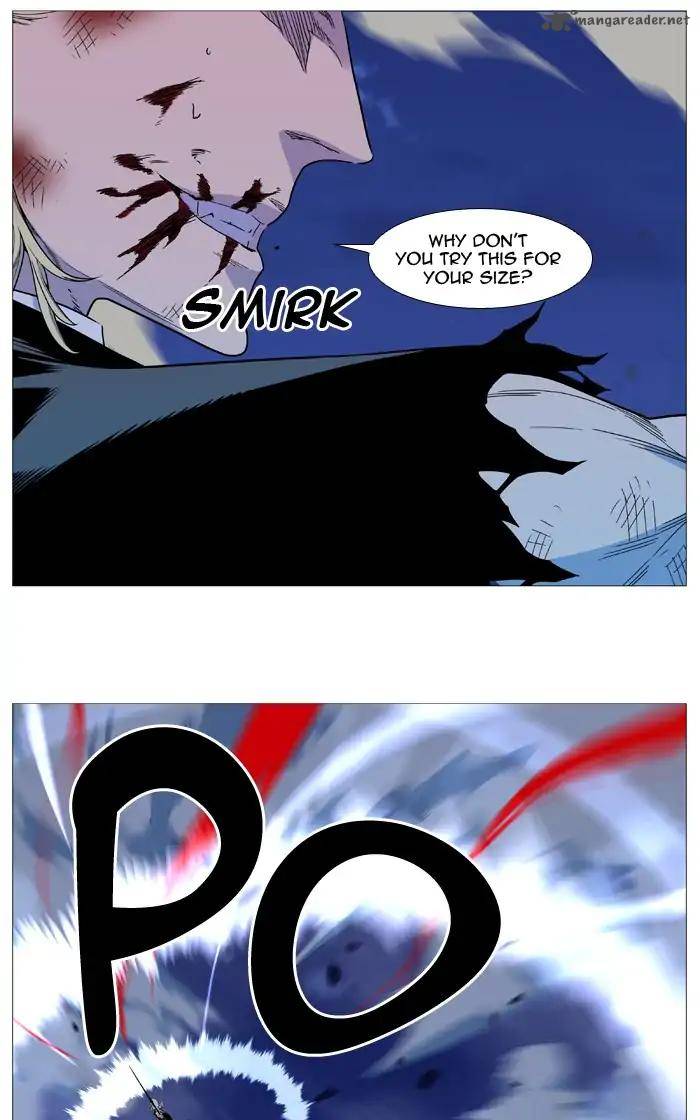 mangareader.net
WHY DON'T
YOU TRY THIS FOR
YOUR SIZE?
SMIRK
PO